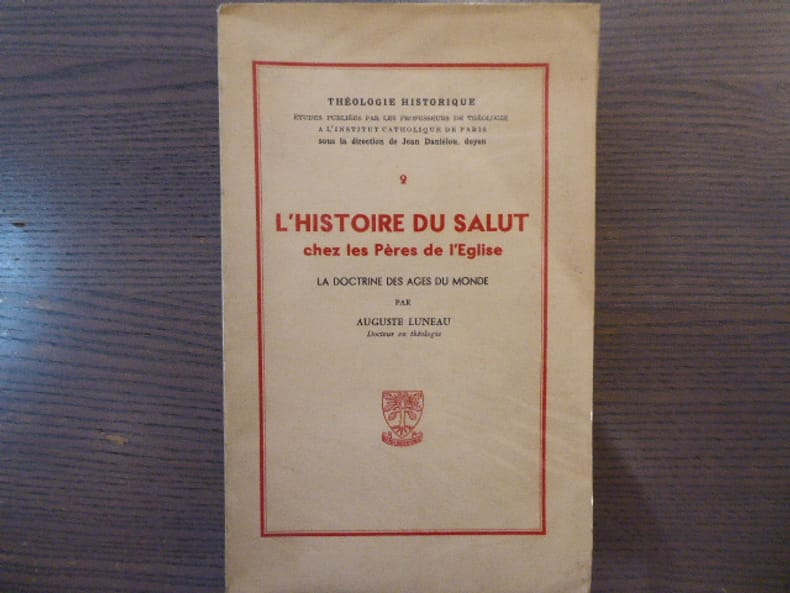 THÉOLOGIE HISTORIQUE
ÉTUDES PUBLIÉES PAR LES PROFESSEURS DE THÉOLOGIE
A L'INSTITUT CATHOLIQUE DE PARIS
sous la direction de Jean Daniélou, doyen
2
L'HISTOIRE DU SALUT
chez les Pères de l'Eglise
LA DOCTRINE DES AGES DU MONDE
PAR
AUGUSTE LUNEAU
Docteur en théologie